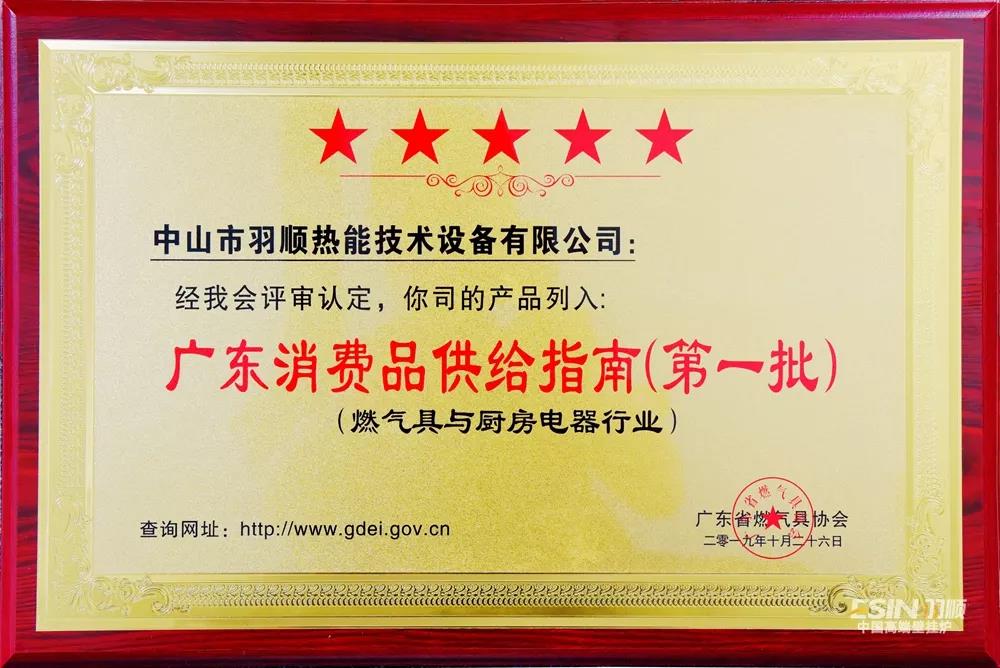 中山市羽顺热能技术设备有限公司:
经我会评审认定，你司的产品列入:
广东消费品供给指南(第一批)
(燃气具与厨房电器行业)
查询网址：http://www.gdei.gov.cn
广东省燃气具协会
二零一九年十月二十六日
ESIN羽顺
中国高端壁挂炉